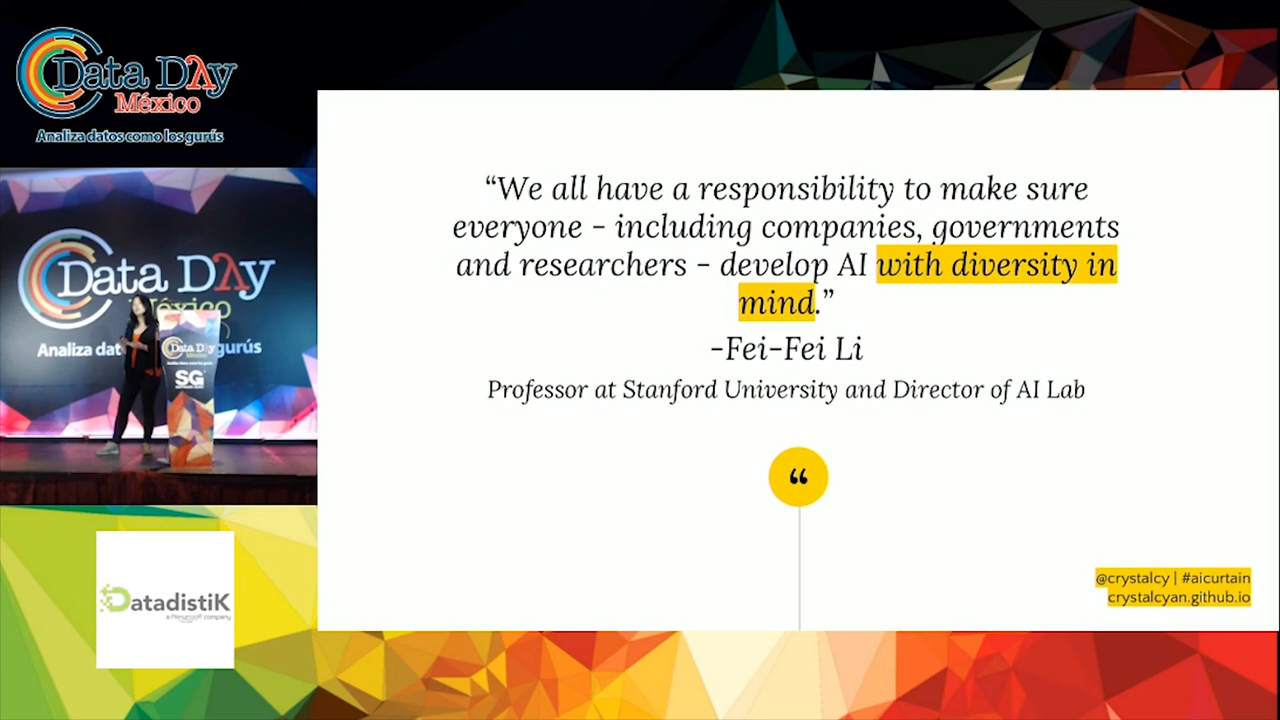 Data Day
México
Analiza datos como los gurús
“We all have a responsibility to make sure
everyone - including companies, governments
and researchers - develop AI with diversity in
mind.”
-Fei-Fei Li
Professor at Stanford University and Director of AI Lab
“
@crystalcy | #aicurtain
crystalcyan.github.io
Data Day
México
Analiza dat gurús
Data Day
México
SG
DatadistiK